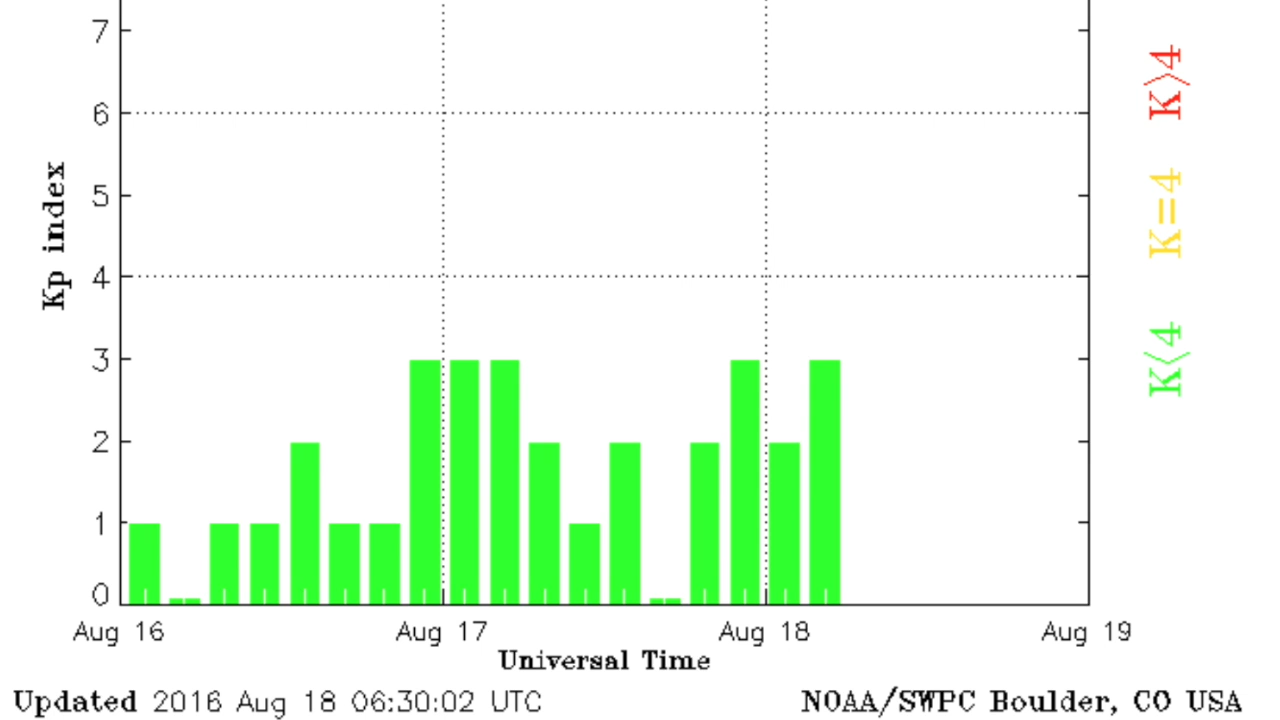 7
6
5
4
3
2
1
0
Kp index
K>4
K=4
K<4
Aug 16 Aug 17 Aug 18 Aug 19
Universal Time
Updated 2016 Aug 18 06:30:02 UTC
NOAA/SWPC Boulder, CO USA